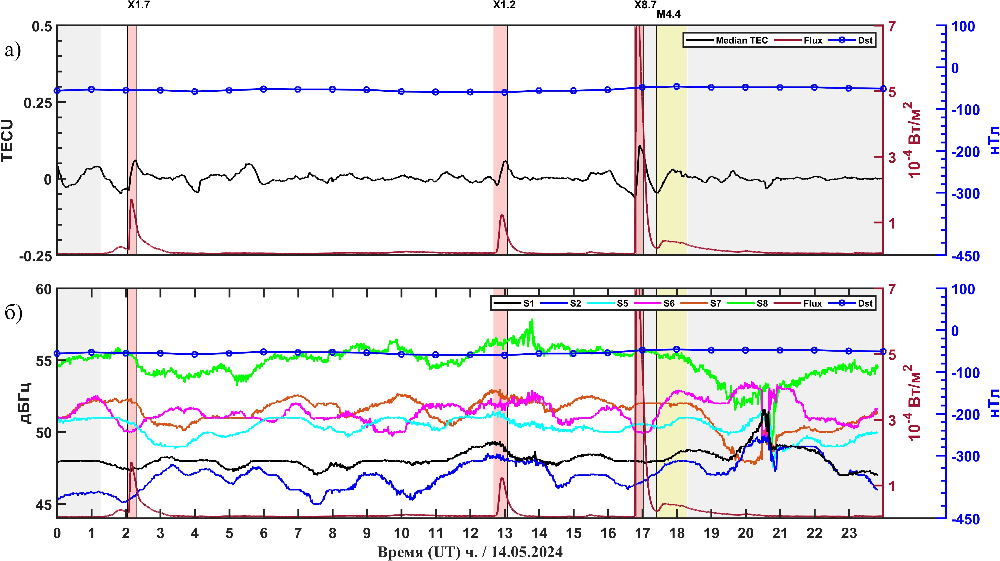 X1.7 X1.2 X8.7
M4.4
а)
0.5
0.25
0
-0.25
TECU
Median TEC Flux Dst
7
5
3
1
10-4 Вт/м2
100
0
-100
-200
-300
-450
нТл
б)
60
55
50
45
дБГц
S1 S2 S5 S6 S7 S8 Flux Dst
7
5
3
1
10-4 Вт/м2
100
0
-100
-200
-300
-450
нТл
0 1 2 3 4 5 6 7 8 9 10 11 12 13 14 15 16 17 18 19 20 21 22 23
Время (UT) ч. / 14.05.2024